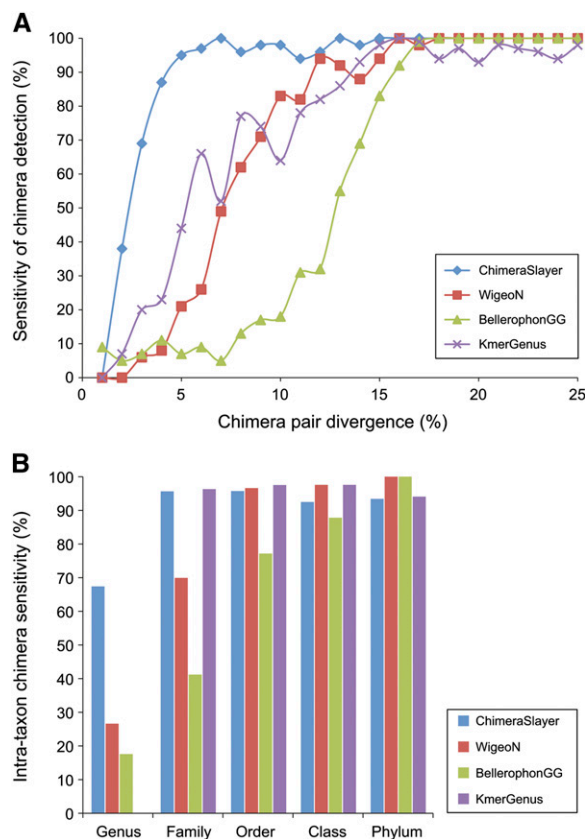 A
Sensitivity of chimera detection (%)
100
90
80
70
60
50
40
30
20
10
0
0
5
10
15
20
25
Chimera pair divergence (%)
ChimeraSlayer
WigeoN
BellerophonGG
KmerGenus
B
Intra-taxon chimera sensitivity (%)
100
90
80
70
60
50
40
30
20
10
0
Genus
Family
Order
Class
Phylum
ChimeraSlayer
WigeoN
BellerophonGG
KmerGenus